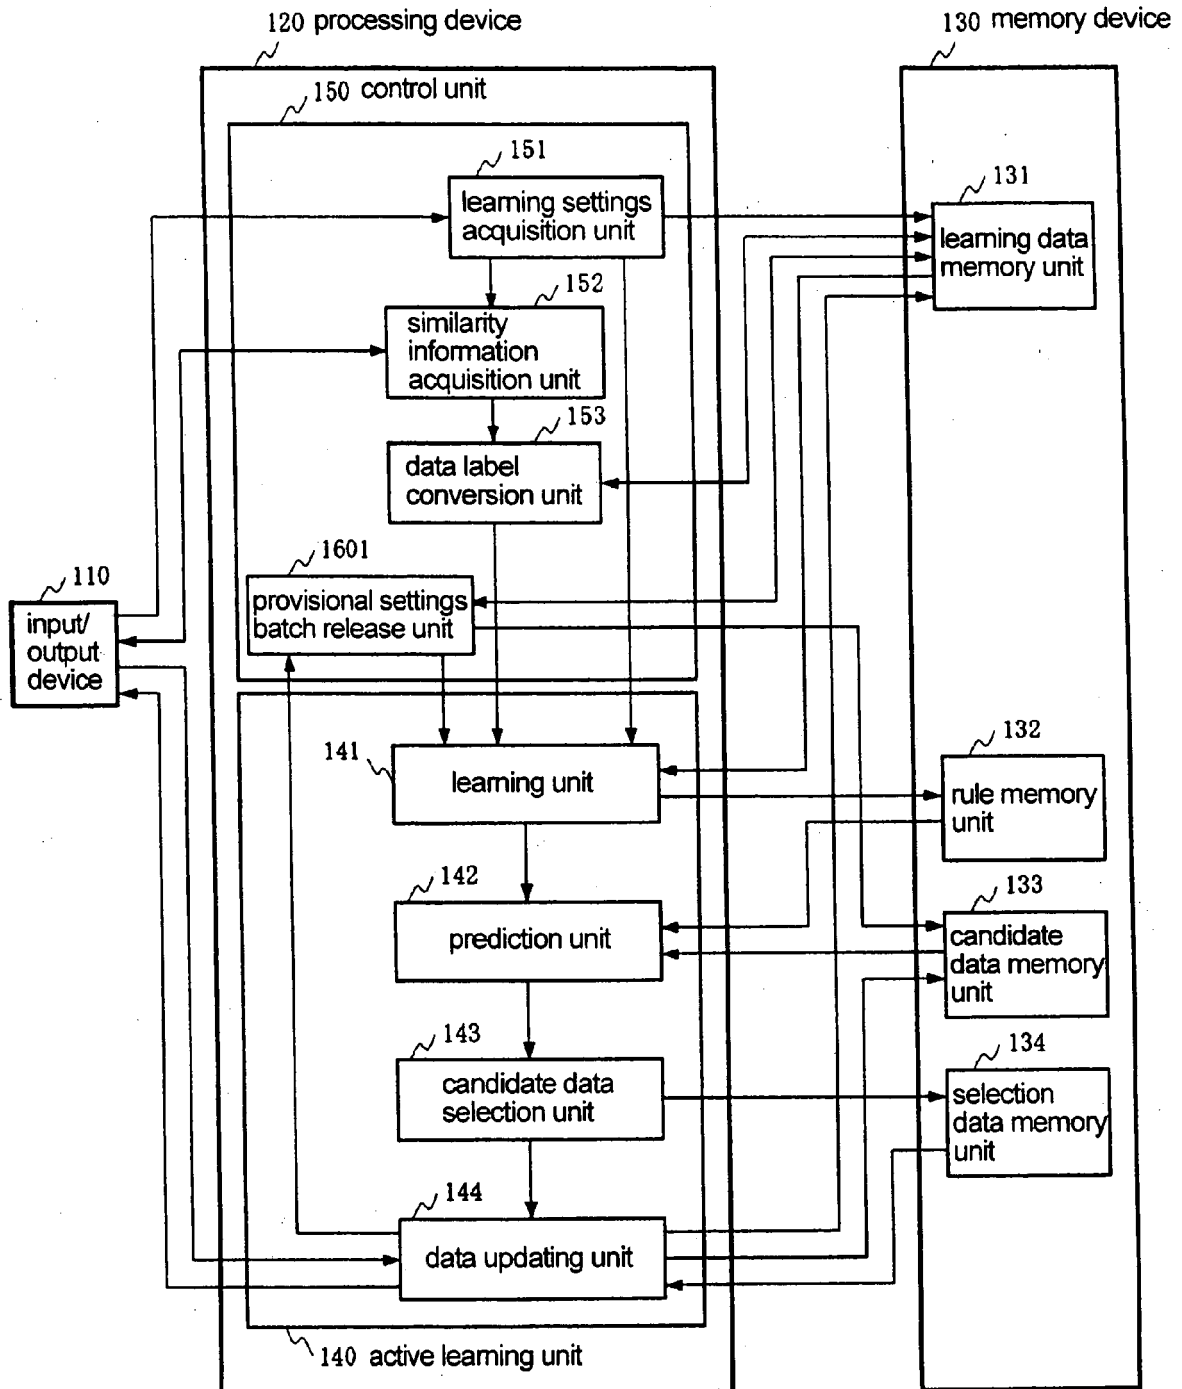 120 processing device
130 memory device
150 control unit
151
learning settings
acquisition unit
131
learning data
memory unit
152
similarity
information
acquisition unit
153
data label
conversion unit
1601
provisional settings
batch release unit
110
input/
output
device
141
learning unit
132
rule memory
unit
142
prediction unit
133
candidate
data memory
unit
143
candidate data
selection unit
134
selection
data memory
unit
144
data updating unit
140 active learning unit